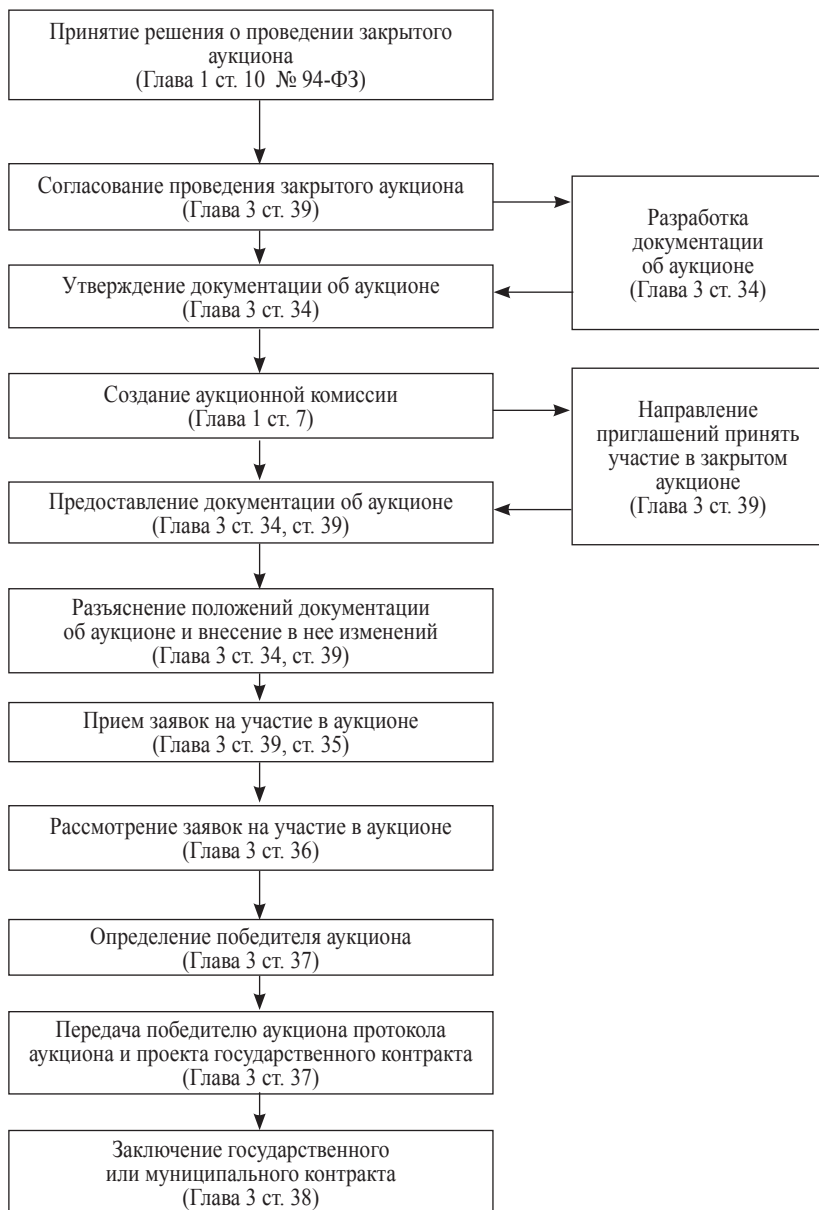 Принятие решения о проведении закрытого
аукциона
(Глава 1 ст. 10 № 94-ФЗ)
Согласование проведения закрытого аукциона
(Глава 3 ст. 39)
Разработка
документации
об аукционе
(Глава 3 ст. 34)
Утверждение документации об аукционе
(Глава 3 ст. 34)
Создание аукционной комиссии
(Глава 1 ст. 7)
Направление
приглашений принять
участие в закрытом
аукционе
(Глава 3 ст. 39)
Предоставление документации об аукционе
(Глава 3 ст. 34, ст. 39)
Разъяснение положений документации
об аукционе и внесение в нее изменений
(Глава 3 ст. 34, ст. 39)
Прием заявок на участие в аукционе
(Глава 3 ст. 39, ст. 35)
Рассмотрение заявок на участие в аукционе
(Глава 3 ст. 36)
Определение победителя аукциона
(Глава 3 ст. 37)
Передача победителю аукциона протокола
аукциона и проекта государственного контракта
(Глава 3 ст. 37)
Заключение государственного
или муниципального контракта
(Глава 3 ст. 38)